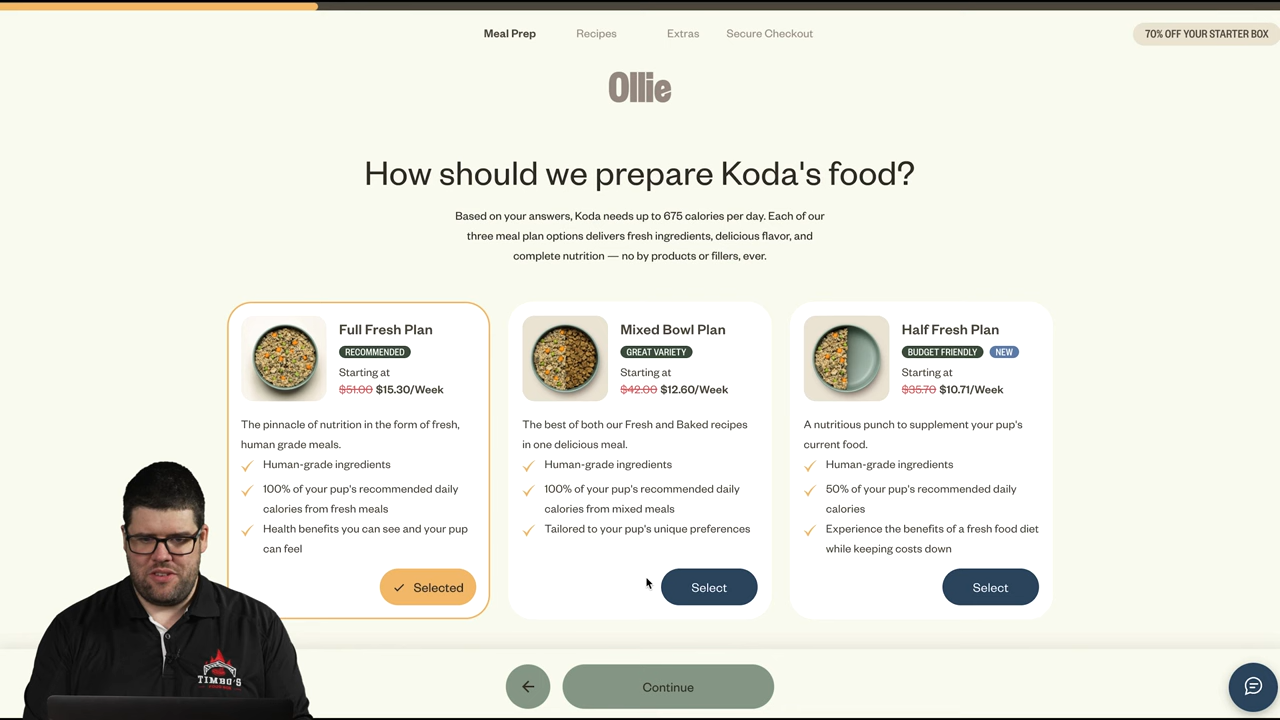 Meal Prep
Recipes
Extras
Secure Checkout
70% OFF YOUR STARTER BOX
Ollie
How should we prepare Koda's food?
Based on your answers, Koda needs up to 675 calories per day. Each of our
three meal plan options delivers fresh ingredients, delicious flavor, and
complete nutrition — no by products or fillers, ever.
Full Fresh Plan
RECOMMENDED
Starting at
$51.00 $15.30/Week
The pinnacle of nutrition in the form of fresh,
human grade meals.
Human-grade ingredients
100% of your pup's recommended daily
calories from fresh meals
Health benefits you can see and your pup
can feel
Selected
Mixed Bowl Plan
GREAT VARIETY
Starting at
$42.00 $12.60/Week
The best of both our Fresh and Baked recipes
in one delicious meal.
Human-grade ingredients
100% of your pup's recommended daily
calories from mixed meals
Tailored to your pup's unique preferences
Select
Half Fresh Plan
BUDGET FRIENDLY NEW
Starting at
$35.70 $10.71/Week
A nutritious punch to supplement your pup's
current food.
Human-grade ingredients
50% of your pup's recommended daily
calories
Experience the benefits of a fresh food diet
while keeping costs down
Select
Continue
TIMBO'S